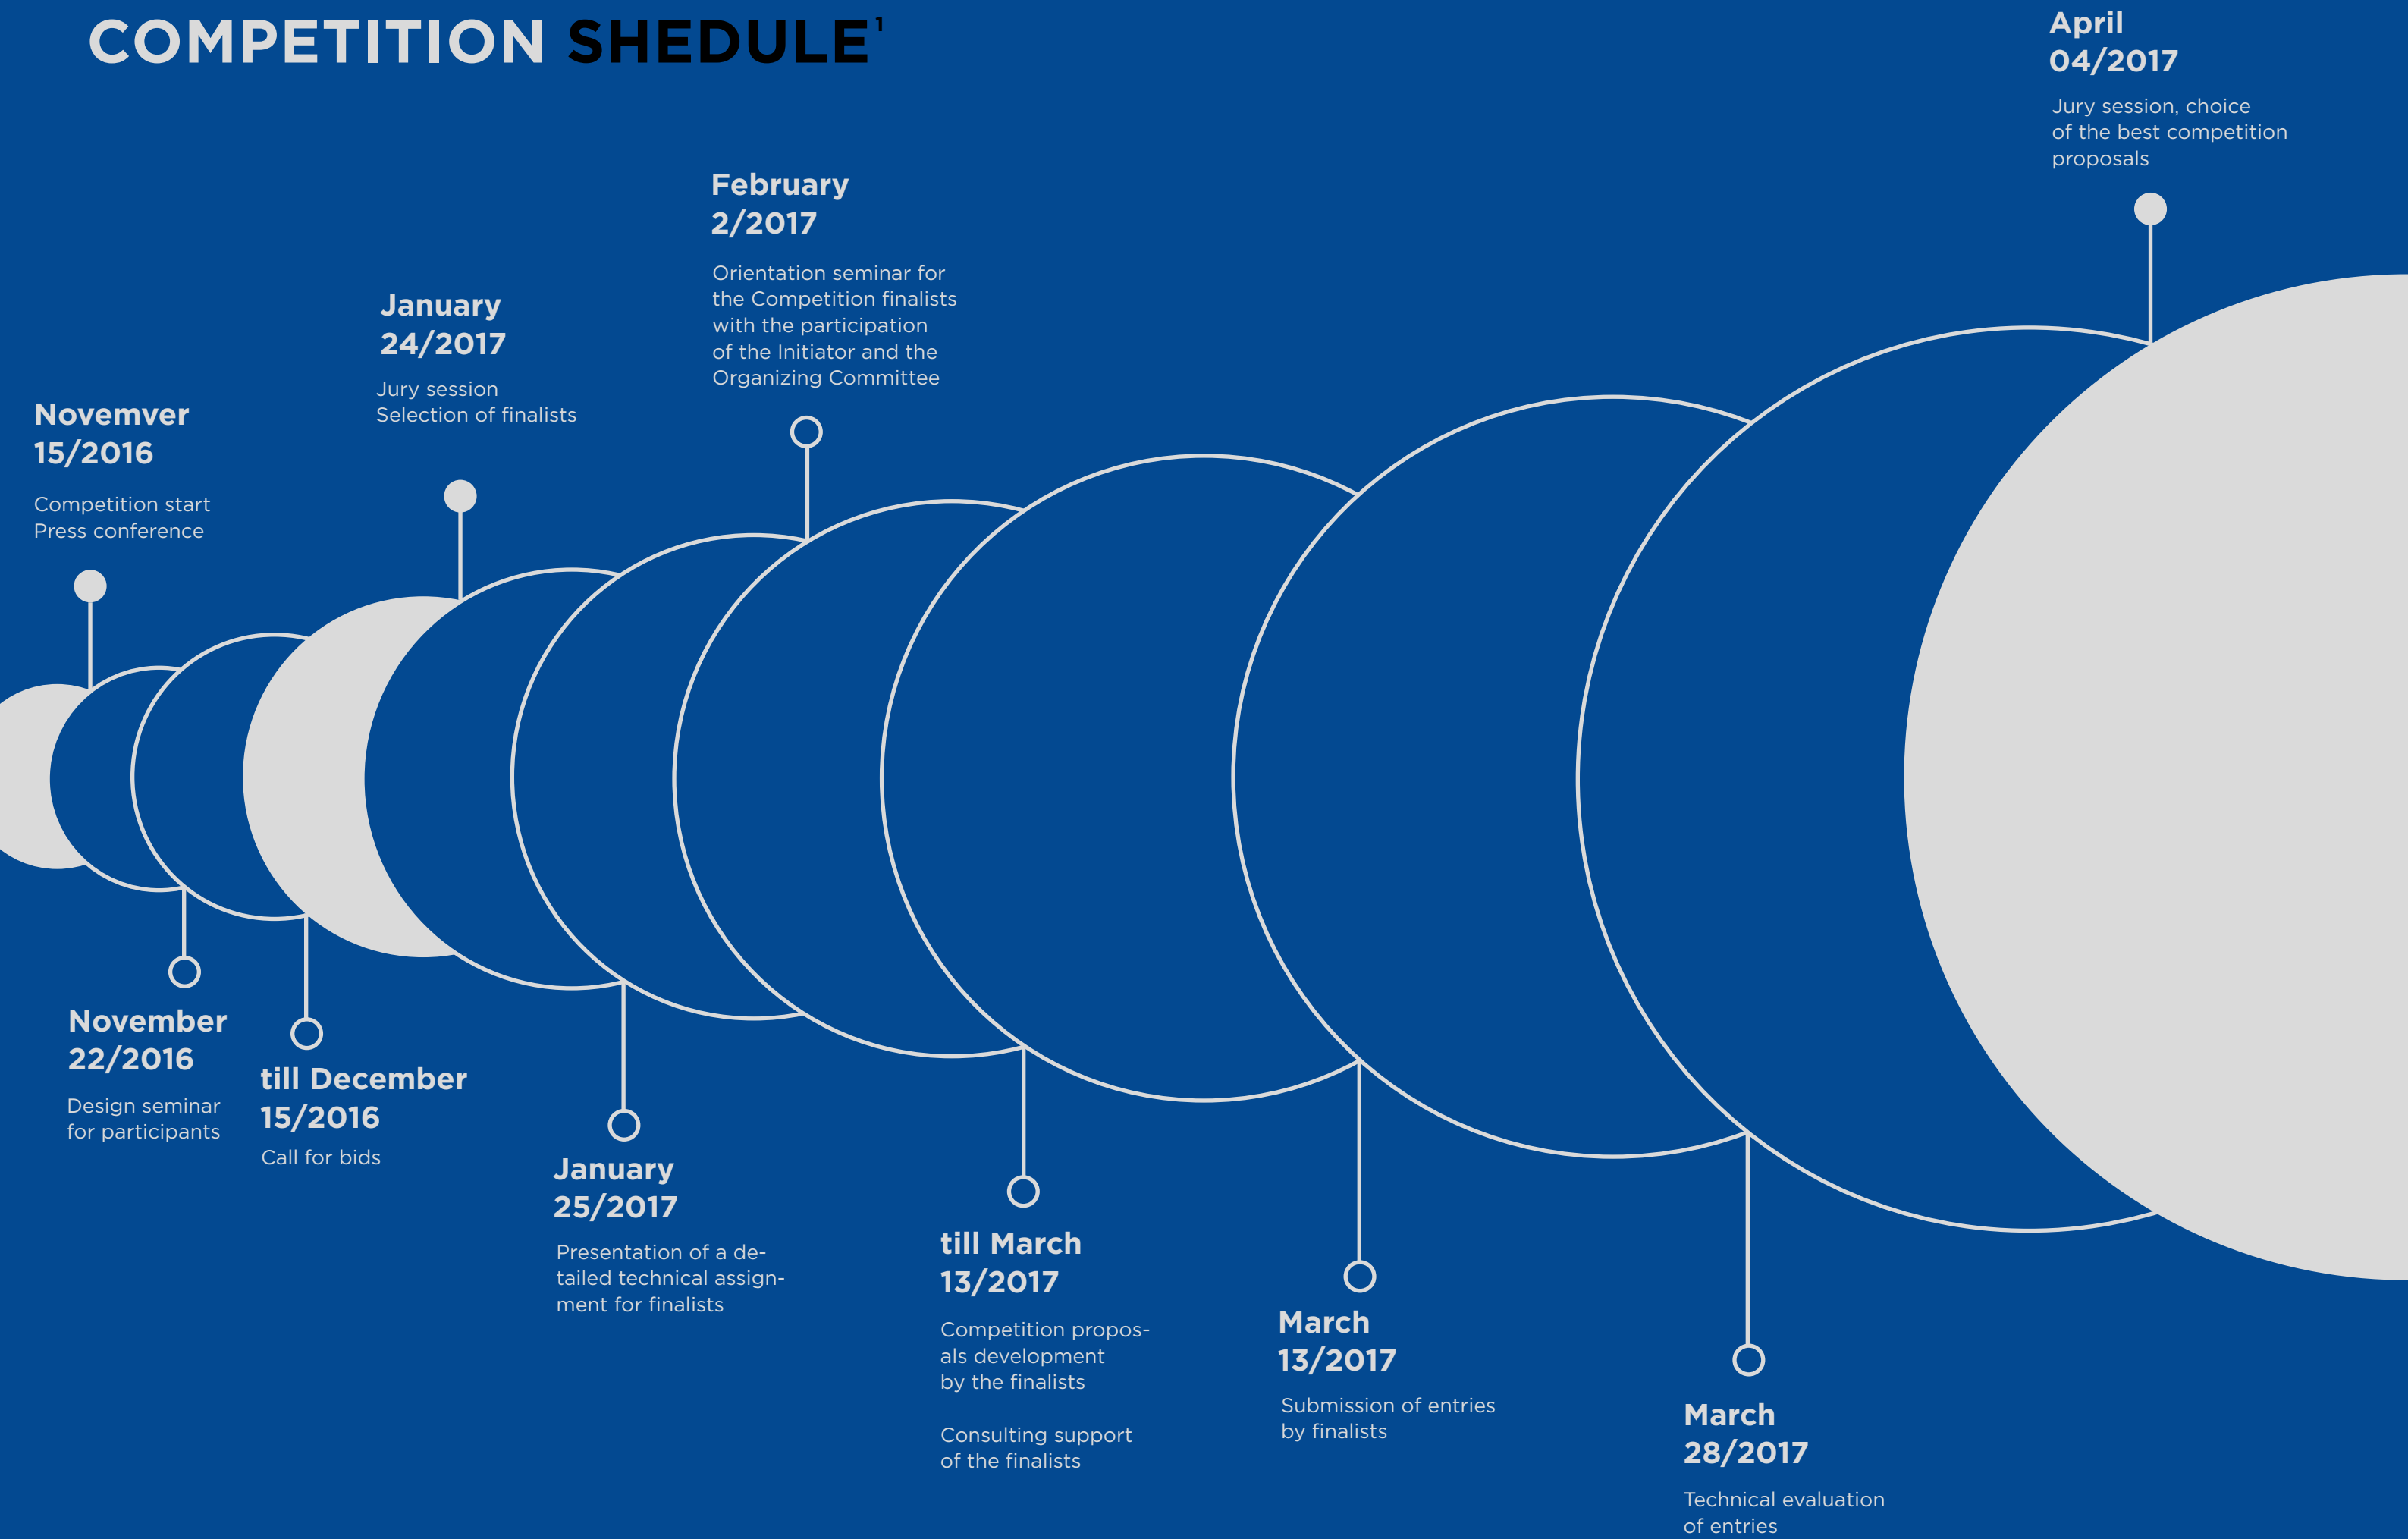 COMPETITION SHEDULE¹
April
04/2017
Jury session, choice
of the best competition
proposals
February
2/2017
Orientation seminar for
the Competition finalists
with the participation
of the Initiator and the
Organizing Committee
January
24/2017
Jury session
Selection of finalists
Novemver
15/2016
Competition start
Press conference
November
22/2016
Design seminar
for participants
till December
15/2016
Call for bids
January
25/2017
Presentation of a de-
tailed technical assign-
ment for finalists
till March
13/2017
Competition propos-
als development
by the finalists
Consulting support
of the finalists
March
13/2017
Submission of entries
by finalists
March
28/2017
Technical evaluation
of entries